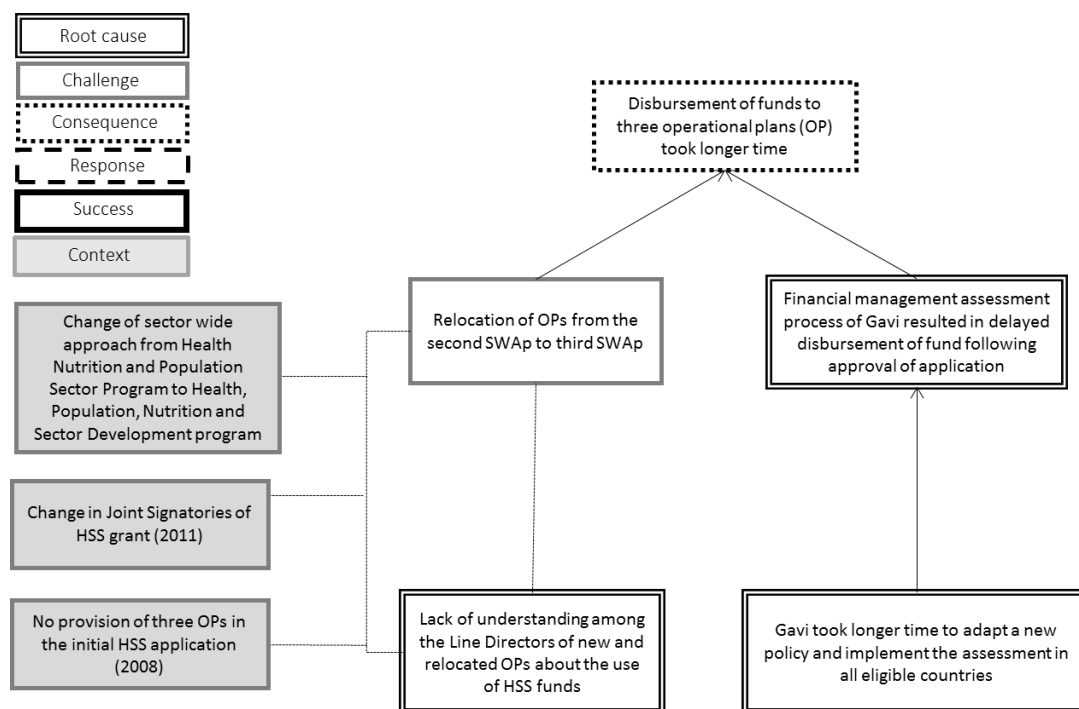 Root cause
Challenge
Consequence
Response
Success
Context
Disbursement of funds to
three operational plans (OP)
took longer time
Change of sector wide
approach from Health
Nutrition and Population
Sector Program to Health,
Population, Nutrition and
Sector Development program
Relocation of OPs from the
second SWAp to third SWAp
Financial management assessment
process of Gavi resulted in delayed
disbursement of fund following
approval of application
Change in Joint Signatories of
HSS grant (2011)
No provision of three OPs in
the initial HSS application
(2008)
Lack of understanding among
the Line Directors of new and
relocated OPs about the use
of HSS funds
Gavi took longer time to adapt a new
policy and implement the assessment in
all eligible countries